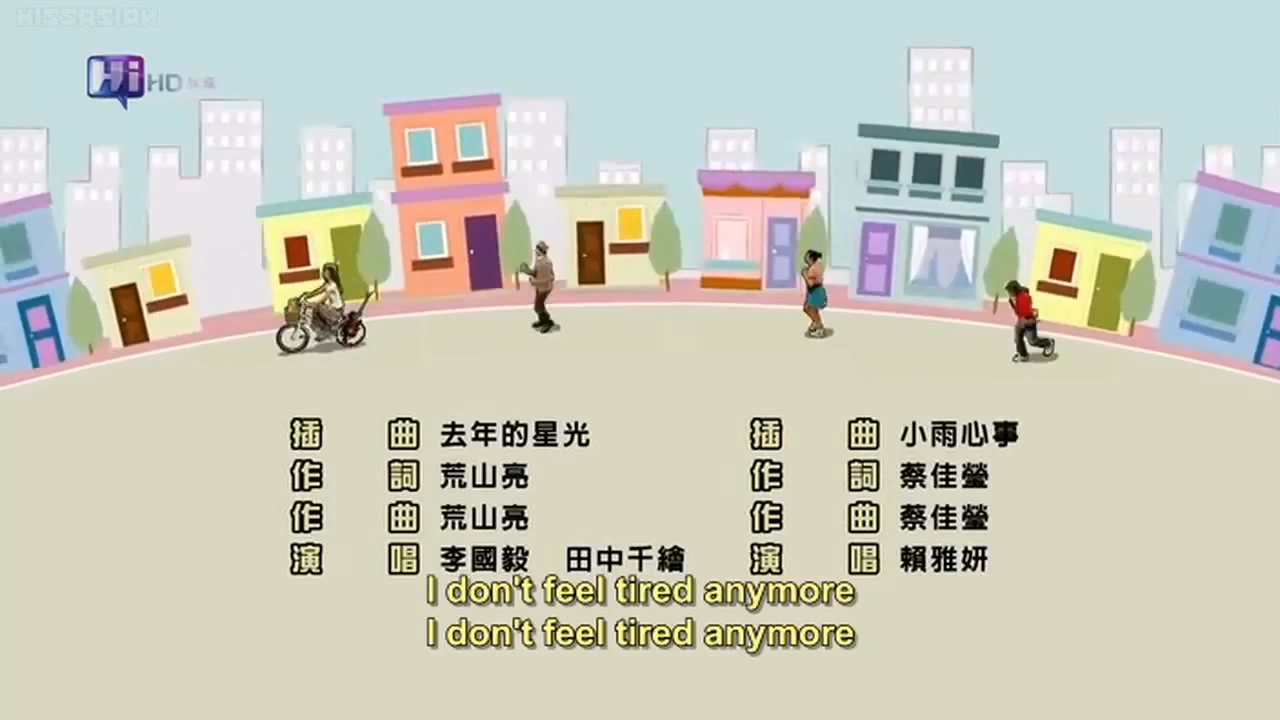 KISSASIAN
Hi HD
插曲 去年的星光
作詞 荒山亮
作曲 荒山亮
演唱 李國毅 田中千繪
插曲 小雨心事
作詞 蔡佳瑩
作曲 蔡佳瑩
演唱 賴雅妍
I don't feel tired anymore
I don't feel tired anymore